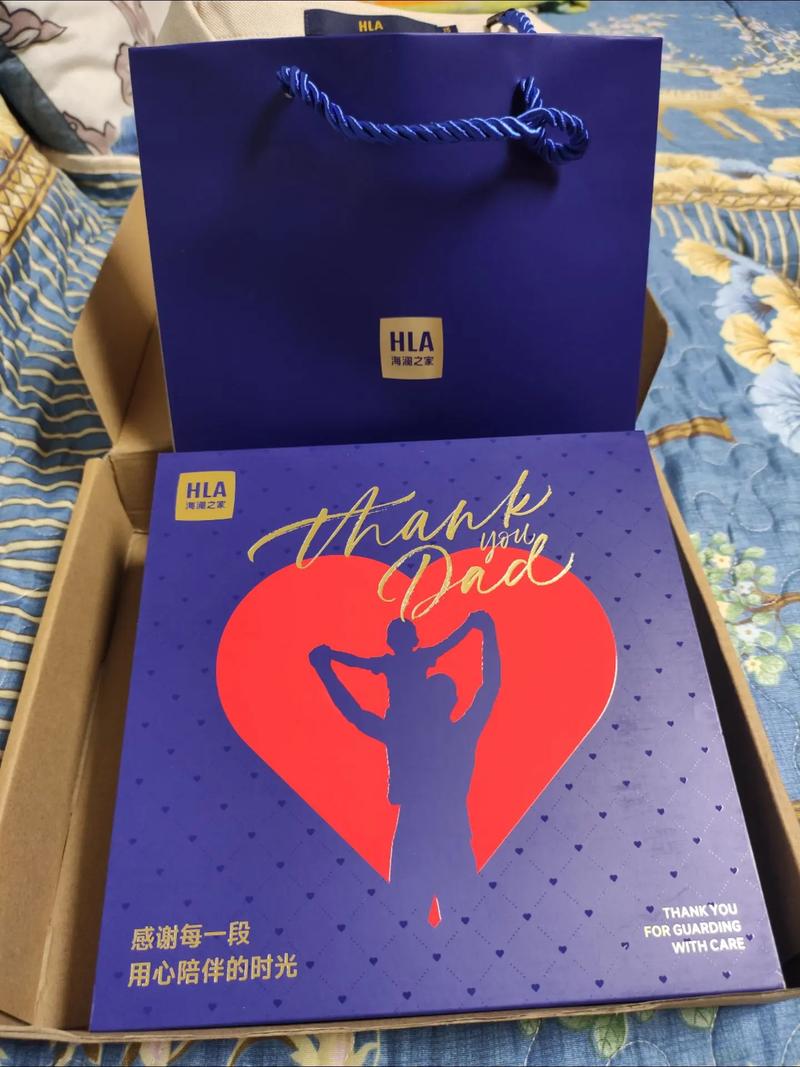 HLA
HLA
海澜之家
HLA
海澜之家
thank
you
Dad
感谢每一段
用心陪伴的时光
THANK YOU
FOR GUARDING
WITH CARE